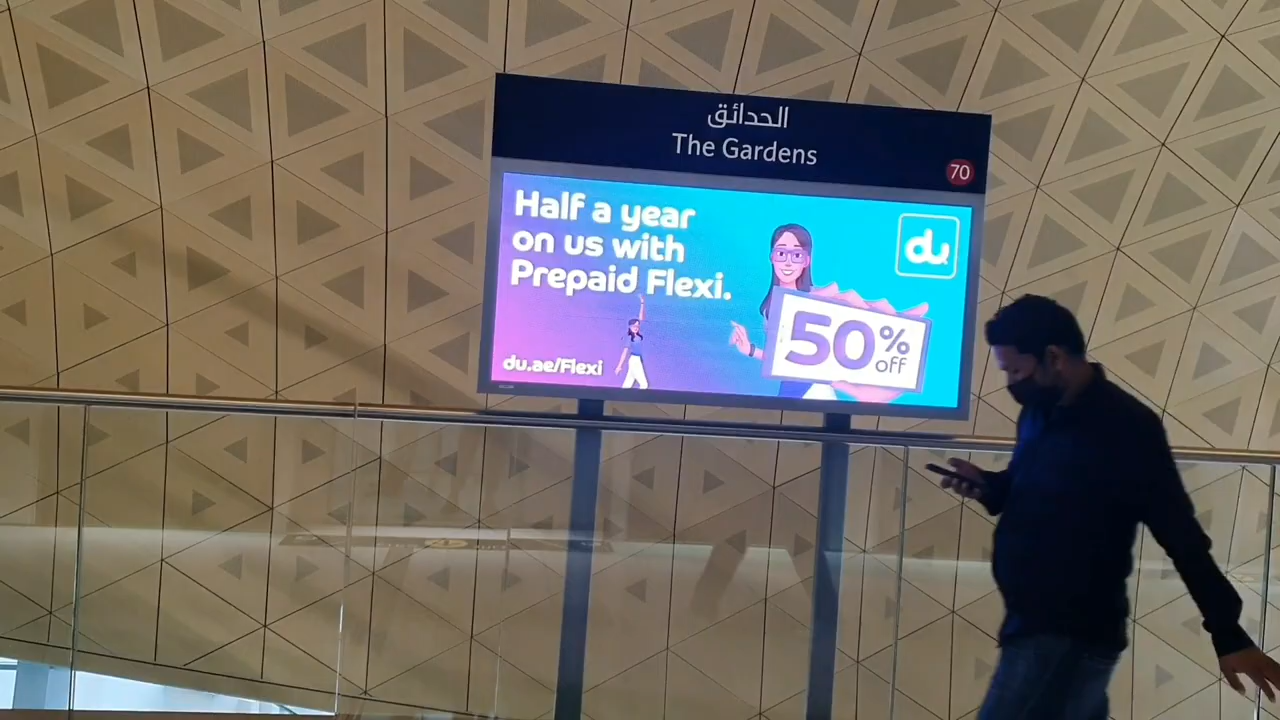 الحدائق
The Gardens
70
Half a year
on us with
Prepaid Flexi.
du
50%
off
du.ae/Flexi